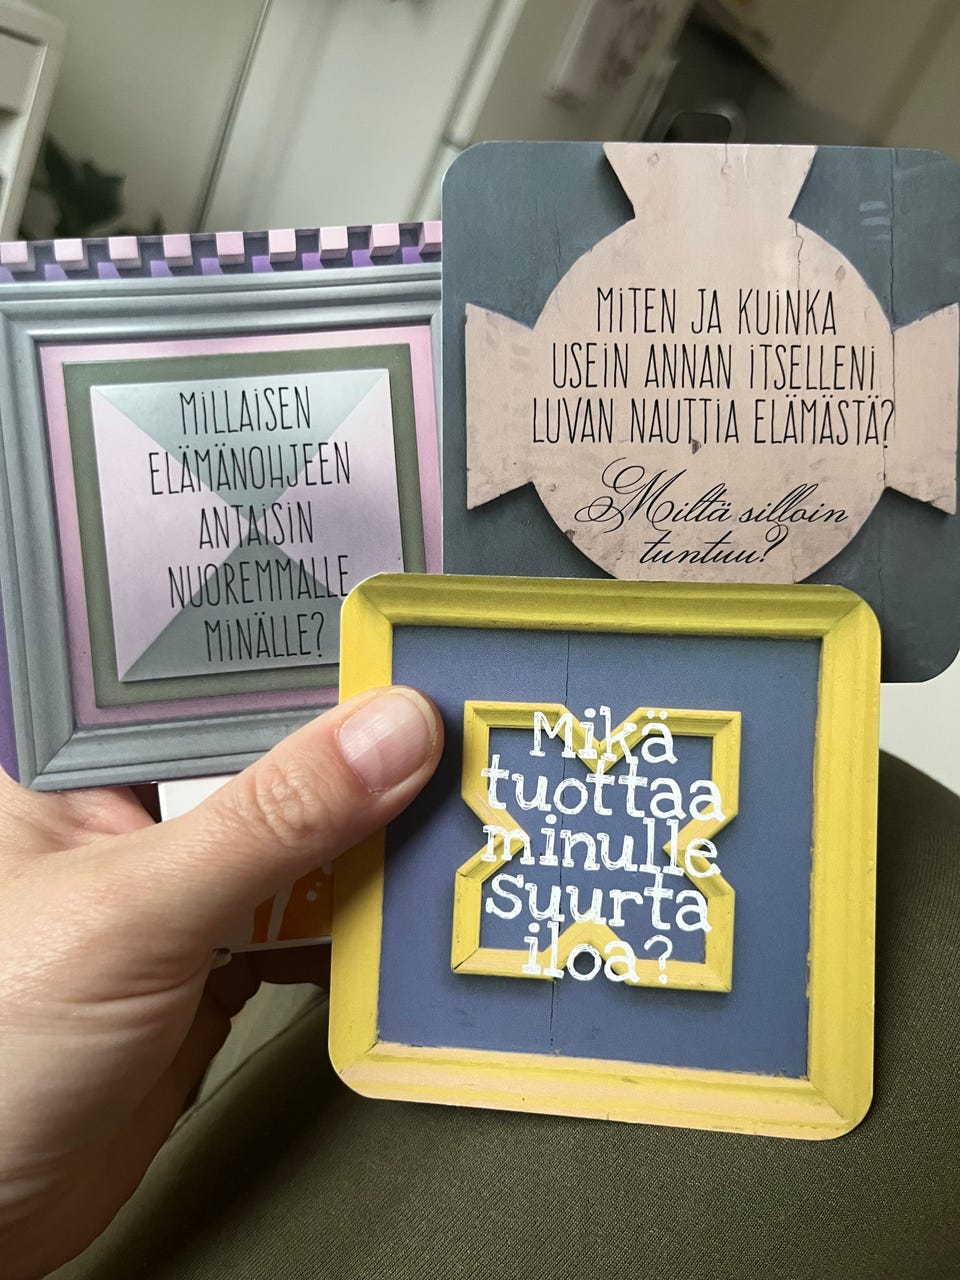 MiLLAiSEN
ELÄMÄNOHJEEN
ANTAiSiN
NUOREMMALLE
MiNÄLLE?
MiTEN JA KUiNKA
USEiN ANNAN iTSELLENi
LUVAN NAUTTiA ELÄMÄSTÄ?
Miltä silloin
tuntuu?
Mikä
tuottaa
minulle
suurta
iloa?